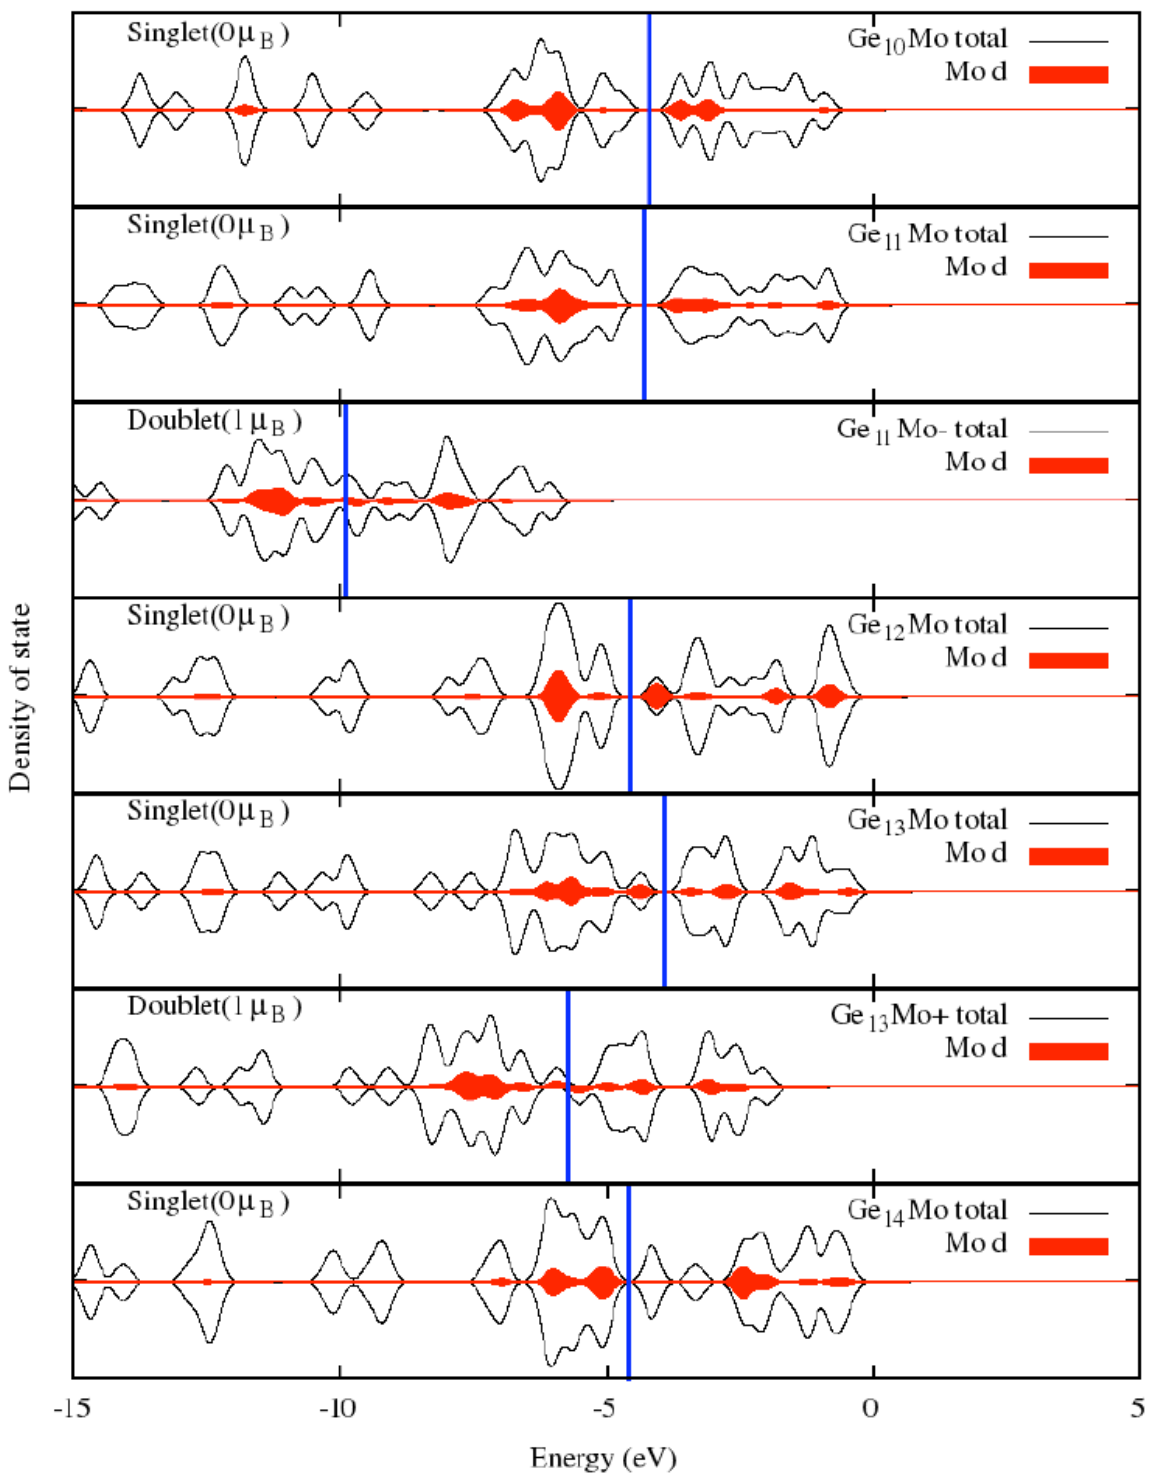 Singlet(0μB)
Ge10Mo total
Mo d
Singlet(0μB)
Ge11Mo total
Mo d
Doublet(1μB)
Ge11Mo- total
Mo d
Singlet(0μB)
Ge12Mo total
Mo d
Singlet(0μB)
Ge13Mo total
Mo d
Doublet(1μB)
Ge13Mo+ total
Mo d
Singlet(0μB)
Ge14Mo total
Mo d
Density of state
-15 -10 -5 0 5
Energy (eV)